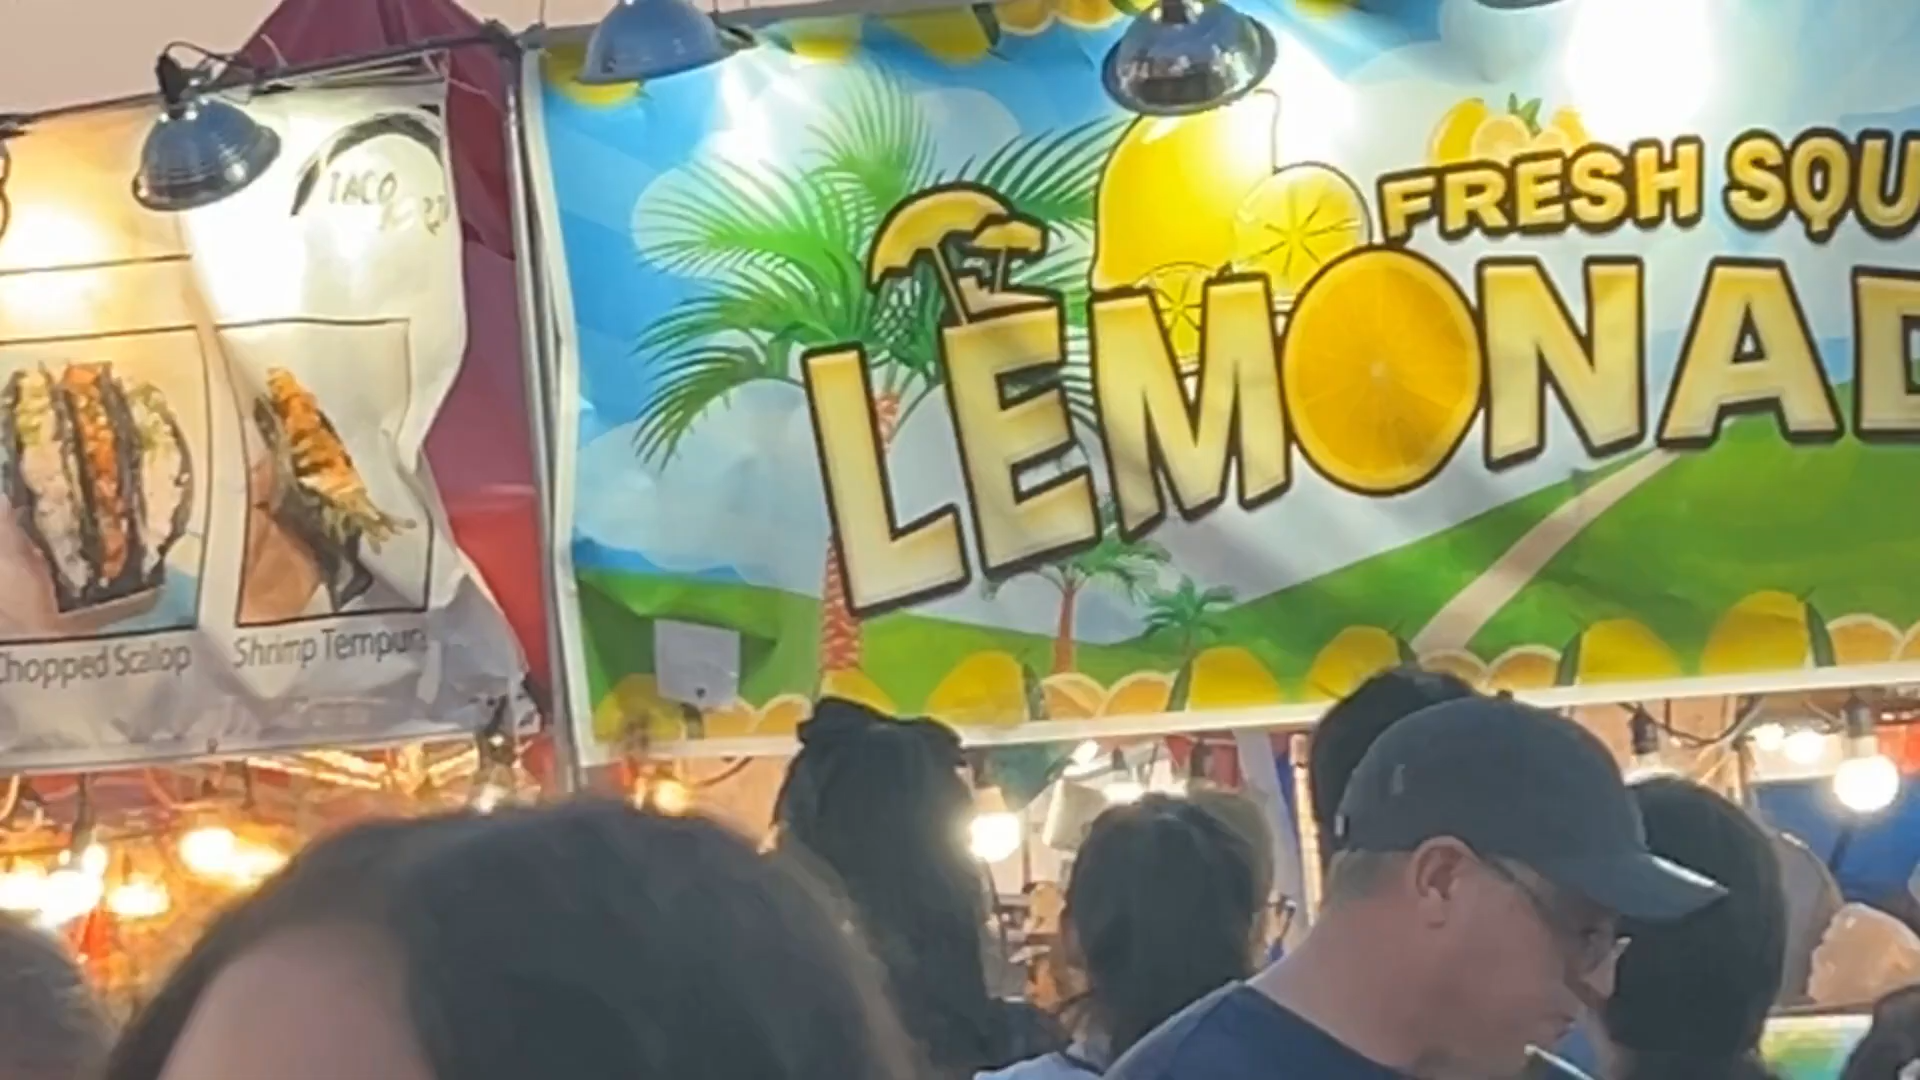 TACO
Chopped Scalop
Shrimp Tempura
FRESH SQU
LEMONAD